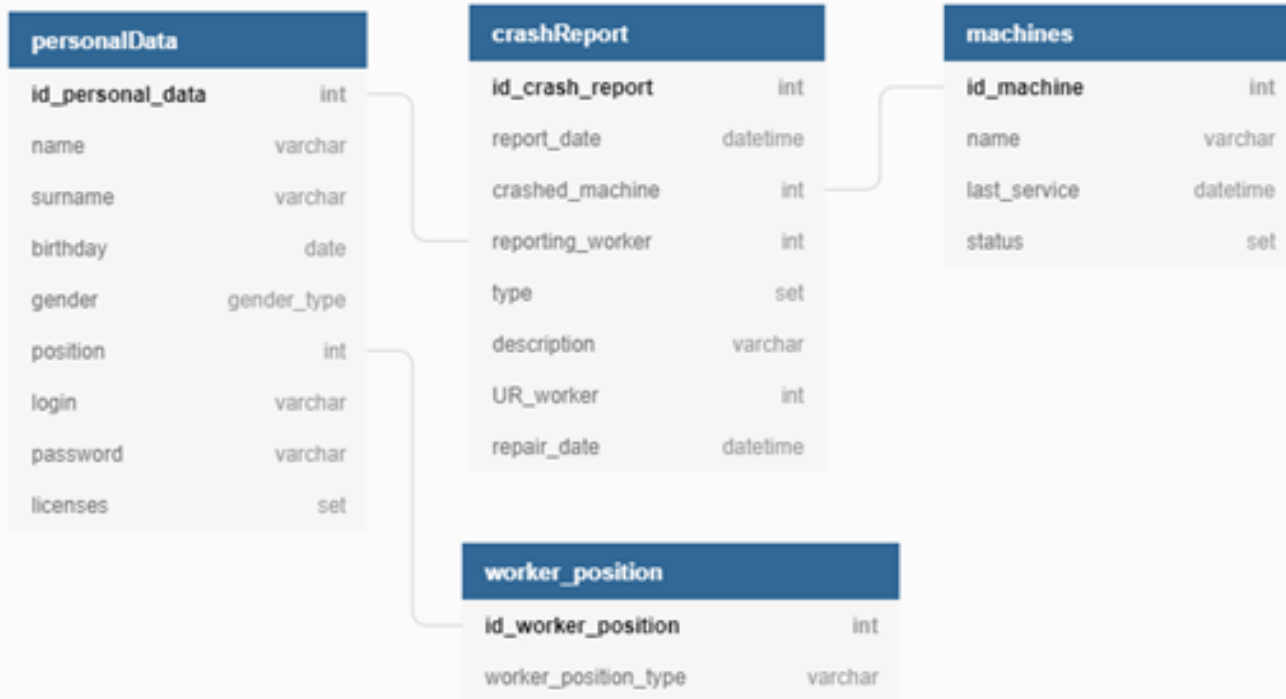 personalData
id_personal_data int
name varchar
surname varchar
birthday date
gender gender_type
position int
login varchar
password varchar
licenses set
crashReport
id_crash_report int
report_date datetime
crashed_machine int
reporting_worker int
type set
description varchar
UR_worker int
repair_date datetime
machines
id_machine int
name varchar
last_service datetime
status set
worker_position
id_worker_position int
worker_position_type varchar